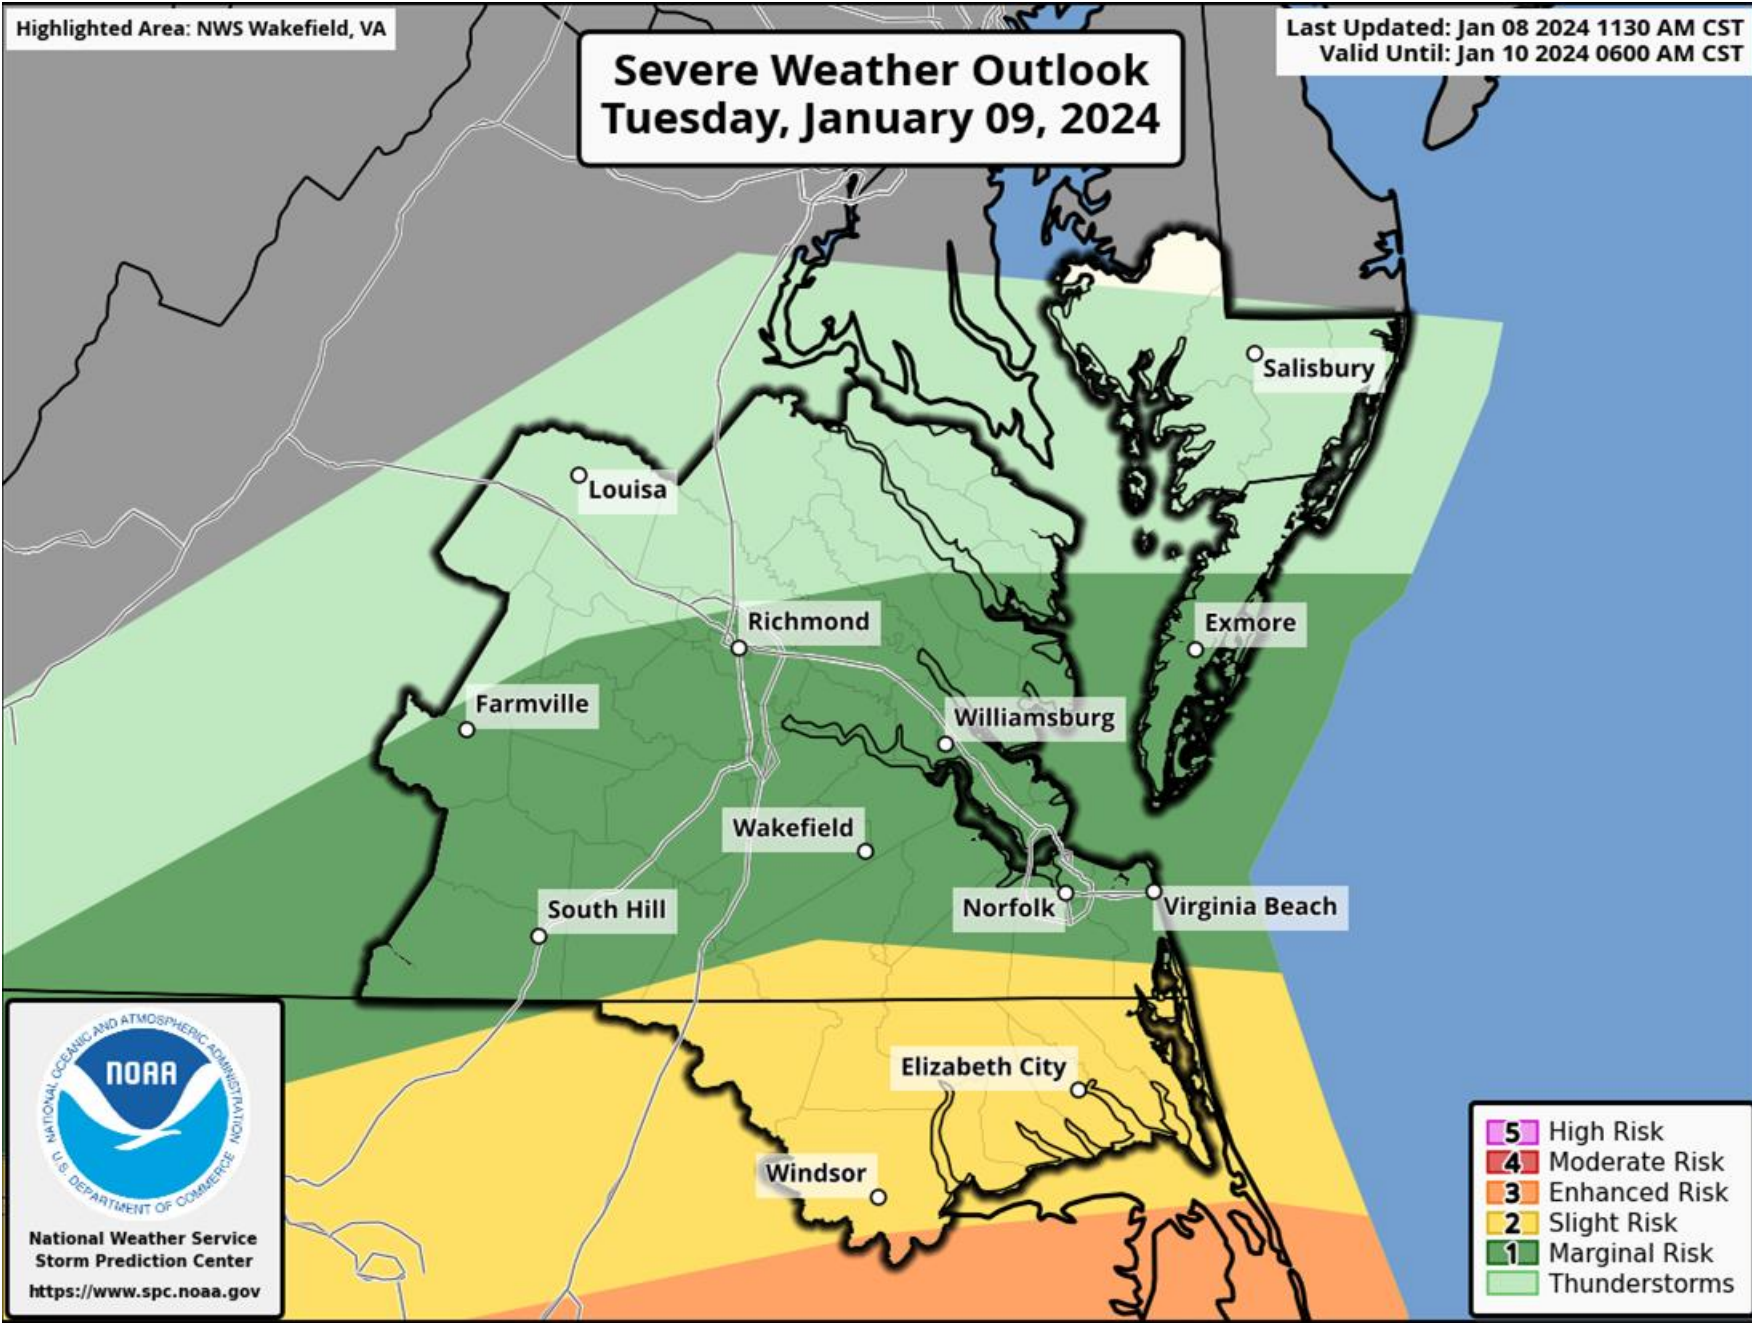 Highlighted Area: NWS Wakefield, VA
Last Updated: Jan 08 2024 1130 AM CST
Valid Until: Jan 10 2024 0600 AM CST
Severe Weather Outlook
Tuesday, January 09, 2024
Salisbury
Louisa
Richmond
Exmore
Farmville
Williamsburg
Wakefield
South Hill
Norfolk
Virginia Beach
Elizabeth City
Windsor
NATIONAL OCEANIC AND ATMOSPHERIC ADMINISTRATION
NOAA
U.S. DEPARTMENT OF COMMERCE
National Weather Service
Storm Prediction Center
https://www.spc.noaa.gov
5 High Risk
4 Moderate Risk
3 Enhanced Risk
2 Slight Risk
1 Marginal Risk
Thunderstorms